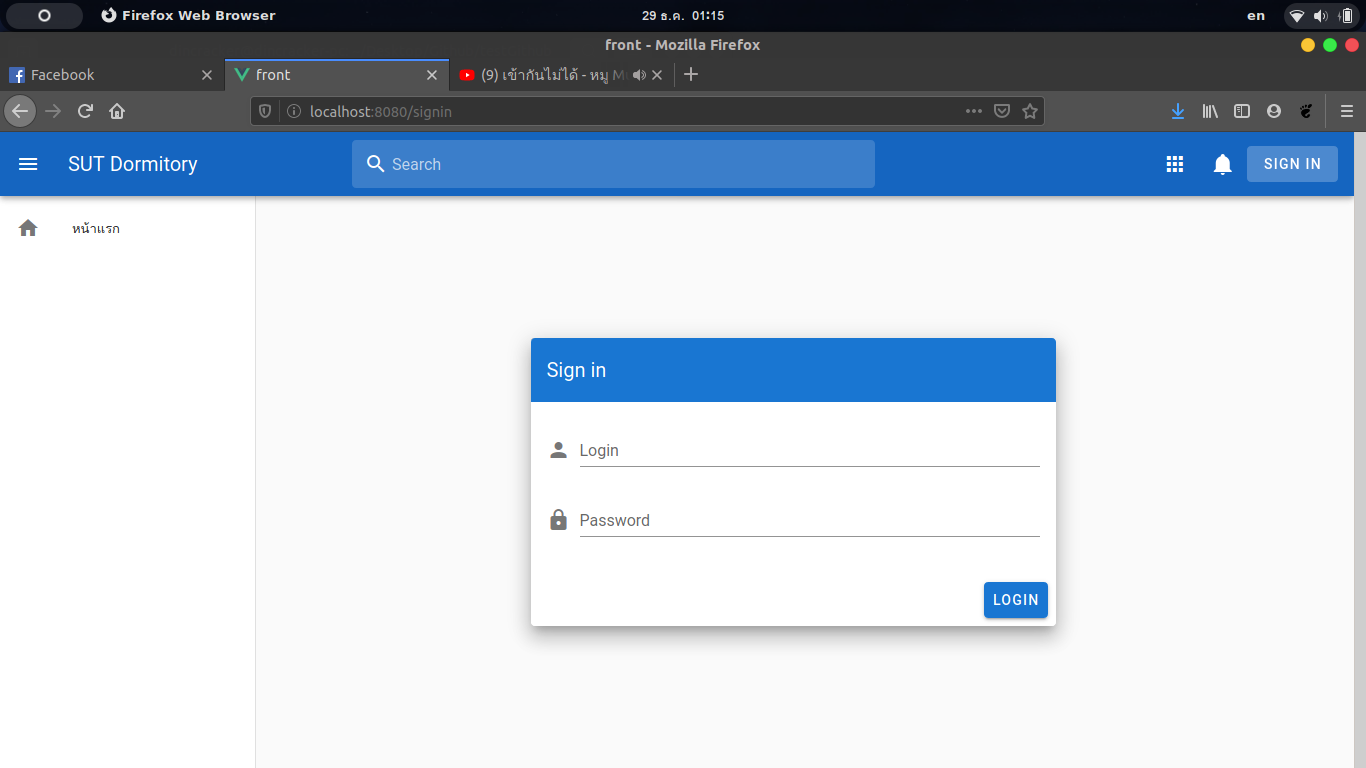 Firefox Web Browser
29 ธ.ค. 01:15
en
front - Mozilla Firefox
Facebook
front
(9) เข้ากันไม่ได้ - หมู
localhost:8080/signin
SUT Dormitory
Search
SIGN IN
หน้าแรก
Sign in
Login
Password
LOGIN